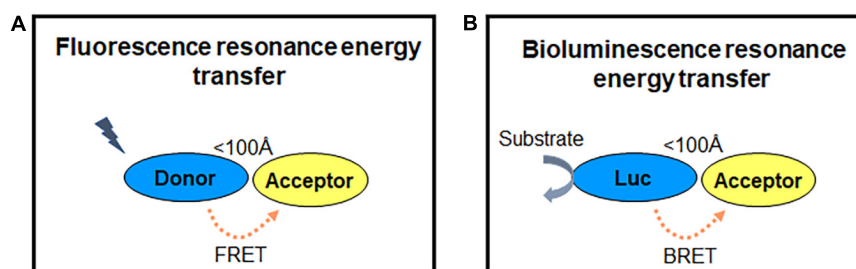 A
Fluorescence resonance energy
transfer
<100Å
Donor
Acceptor
FRET
B
Bioluminescence resonance
energy transfer
Substrate
<100Å
Luc
Acceptor
BRET